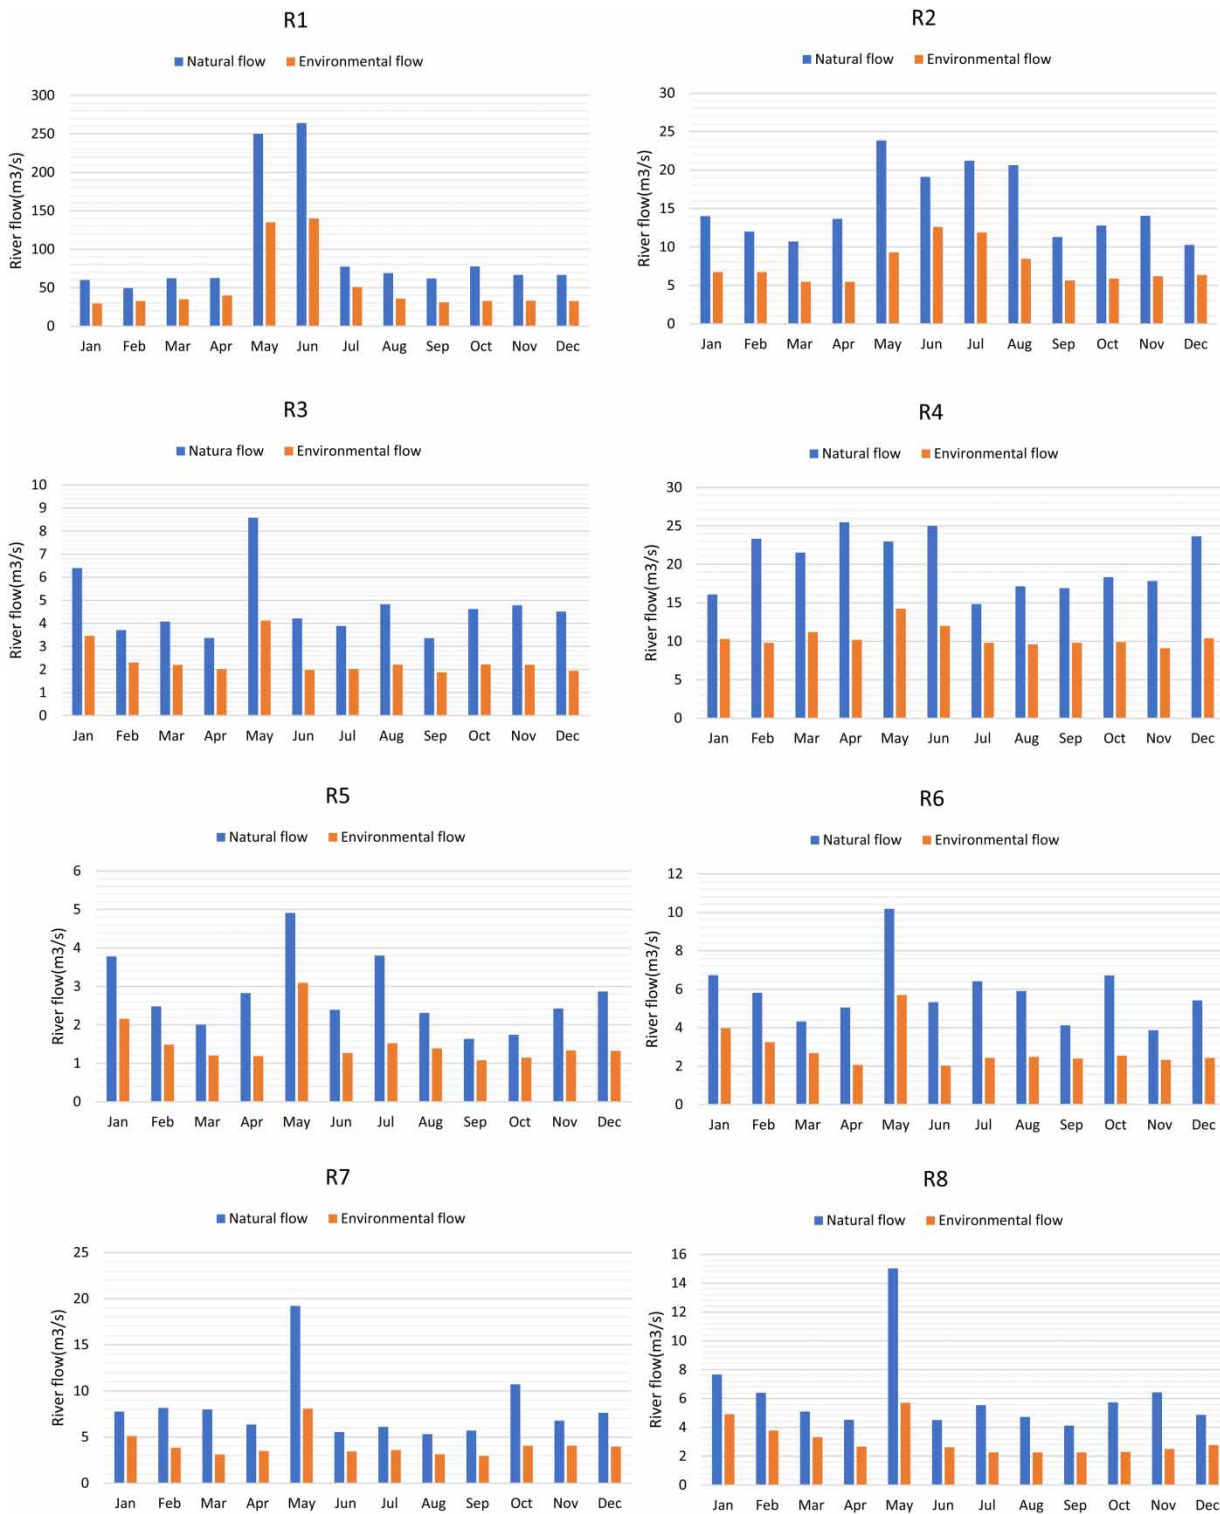 R1
Natural flow Environmental flow
River flow(m3/s)
300
250
200
150
100
50
0
Jan Feb Mar Apr May Jun Jul Aug Sep Oct Nov Dec
R2
Natural flow Environmental flow
River flow(m3/s)
30
25
20
15
10
5
0
Jan Feb Mar Apr May Jun Jul Aug Sep Oct Nov Dec
R3
Natura flow Environmental flow
River flow(m3/s)
10
9
8
7
6
5
4
3
2
1
0
Jan Feb Mar Apr May Jun Jul Aug Sep Oct Nov Dec
R4
Natural flow Environmental flow
River flow(m3/s)
30
25
20
15
10
5
0
Jan Feb Mar Apr May Jun Jul Aug Sep Oct Nov Dec
R5
Natural flow Environmental flow
River flow(m3/s)
6
5
4
3
2
1
0
Jan Feb Mar Apr May Jun Jul Aug Sep Oct Nov Dec
R6
Natural flow Environmental flow
River flow(m3/s)
12
10
8
6
4
2
0
Jan Feb Mar Apr May Jun Jul Aug Sep Oct Nov Dec
R7
Natural flow Environmental flow
River flow(m3/s)
25
20
15
10
5
0
Jan Feb Mar Apr May Jun Jul Aug Sep Oct Nov Dec
R8
Natural flow Environmental flow
River flow(m3/s)
16
14
12
10
8
6
4
2
0
Jan Feb Mar Apr May Jun Jul Aug Sep Oct Nov Dec